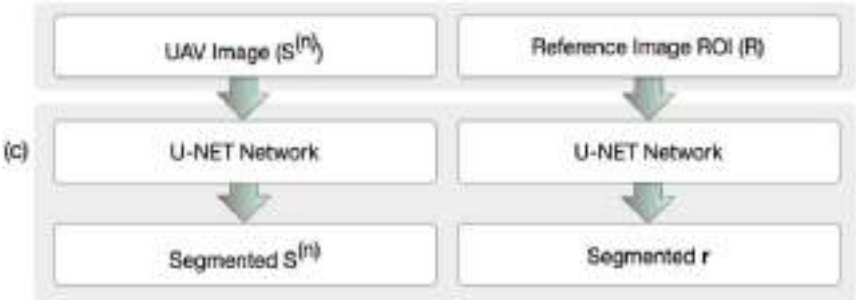 UAV Image (S⁽ⁿ⁾)
Reference Image ROI (R)
(c)
U-NET Network
U-NET Network
Segmented S⁽ⁿ⁾
Segmented r